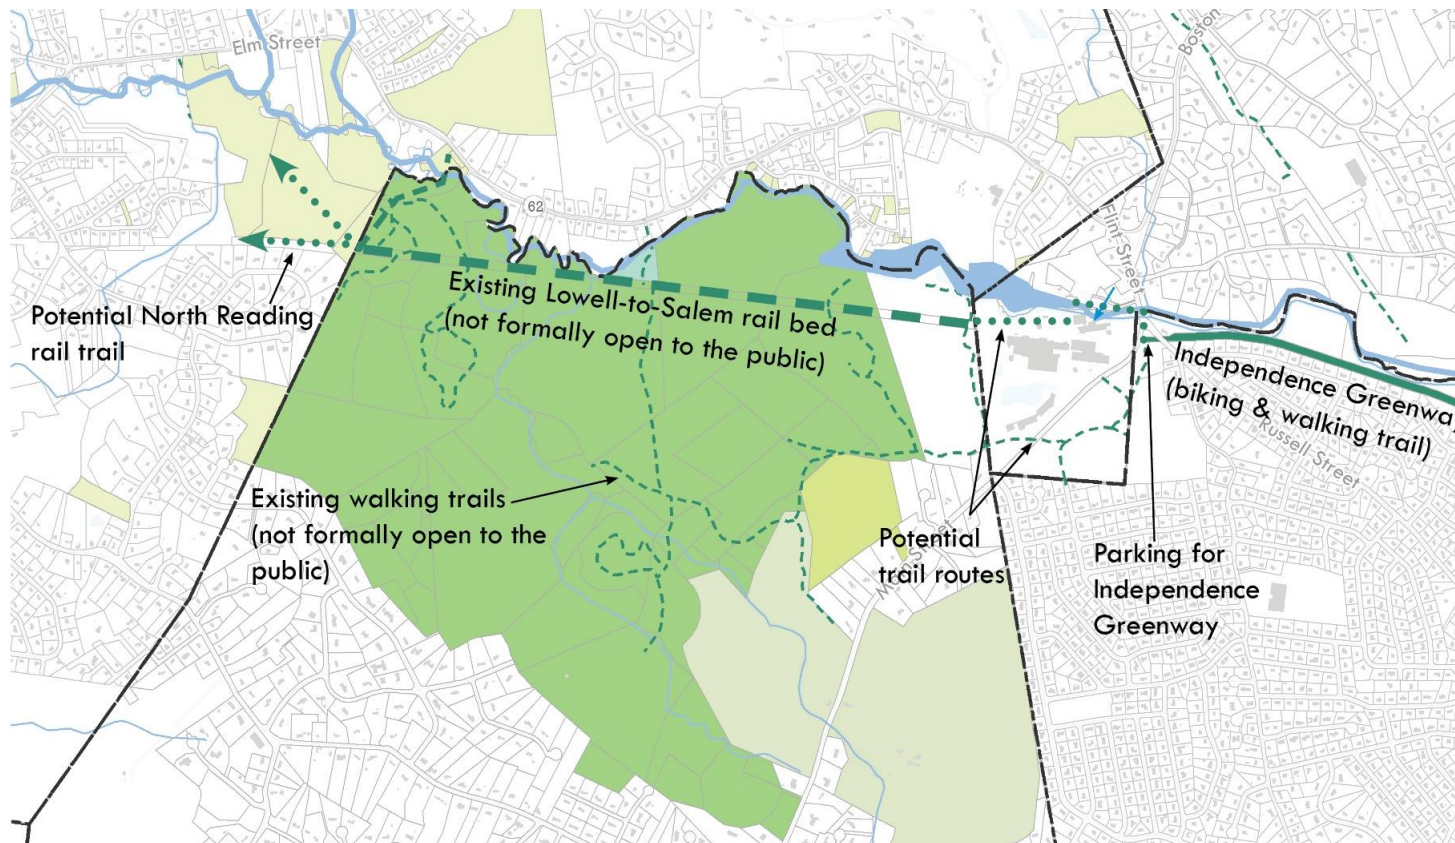 Elm Street
Boston
62
Flint Street
Existing Lowell-to-Salem rail bed
(not formally open to the public)
Potential North Reading
rail trail
Independence Greenway
(biking & walking trail)
Russell Street
Existing walking trails
(not formally open to the
public)
Potential
trail routes
Main Street
Parking for
Independence
Greenway